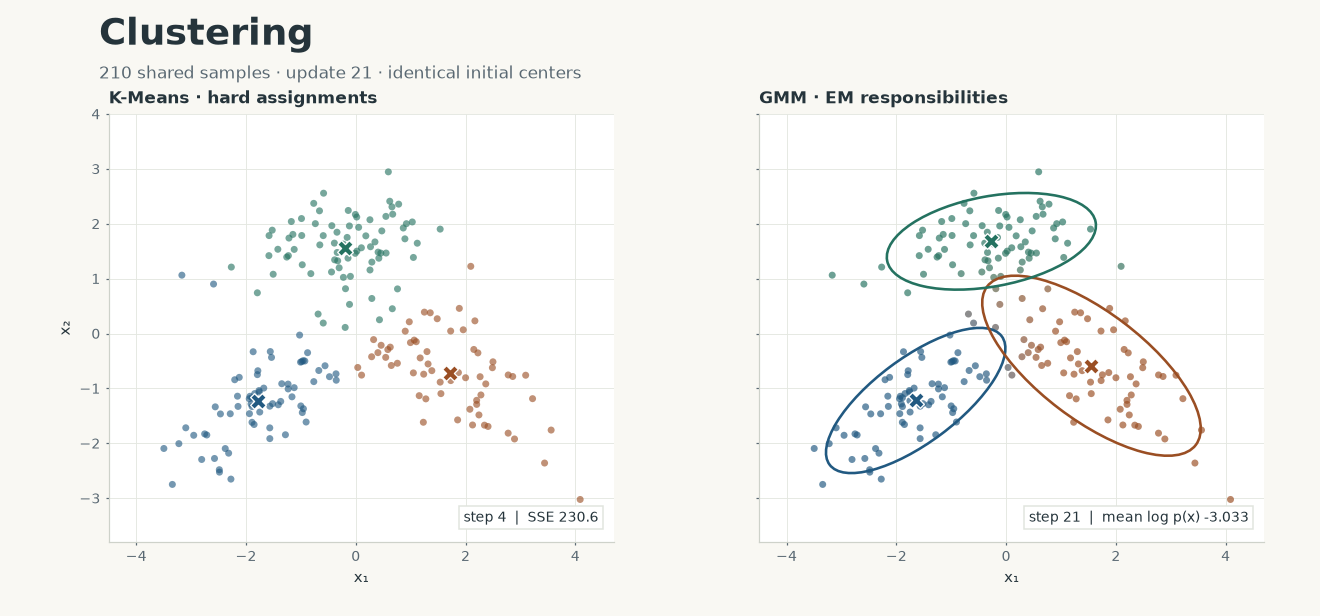 Clustering
210 shared samples · update 21 · identical initial centers
K-Means · hard assignments
4
3
2
1
0
−1
−2
−3
x₂
−4
−2
0
2
4
x₁
step 4 | SSE 230.6
GMM · EM responsibilities
−4
−2
0
2
4
x₁
step 21 | mean log p(x) -3.033